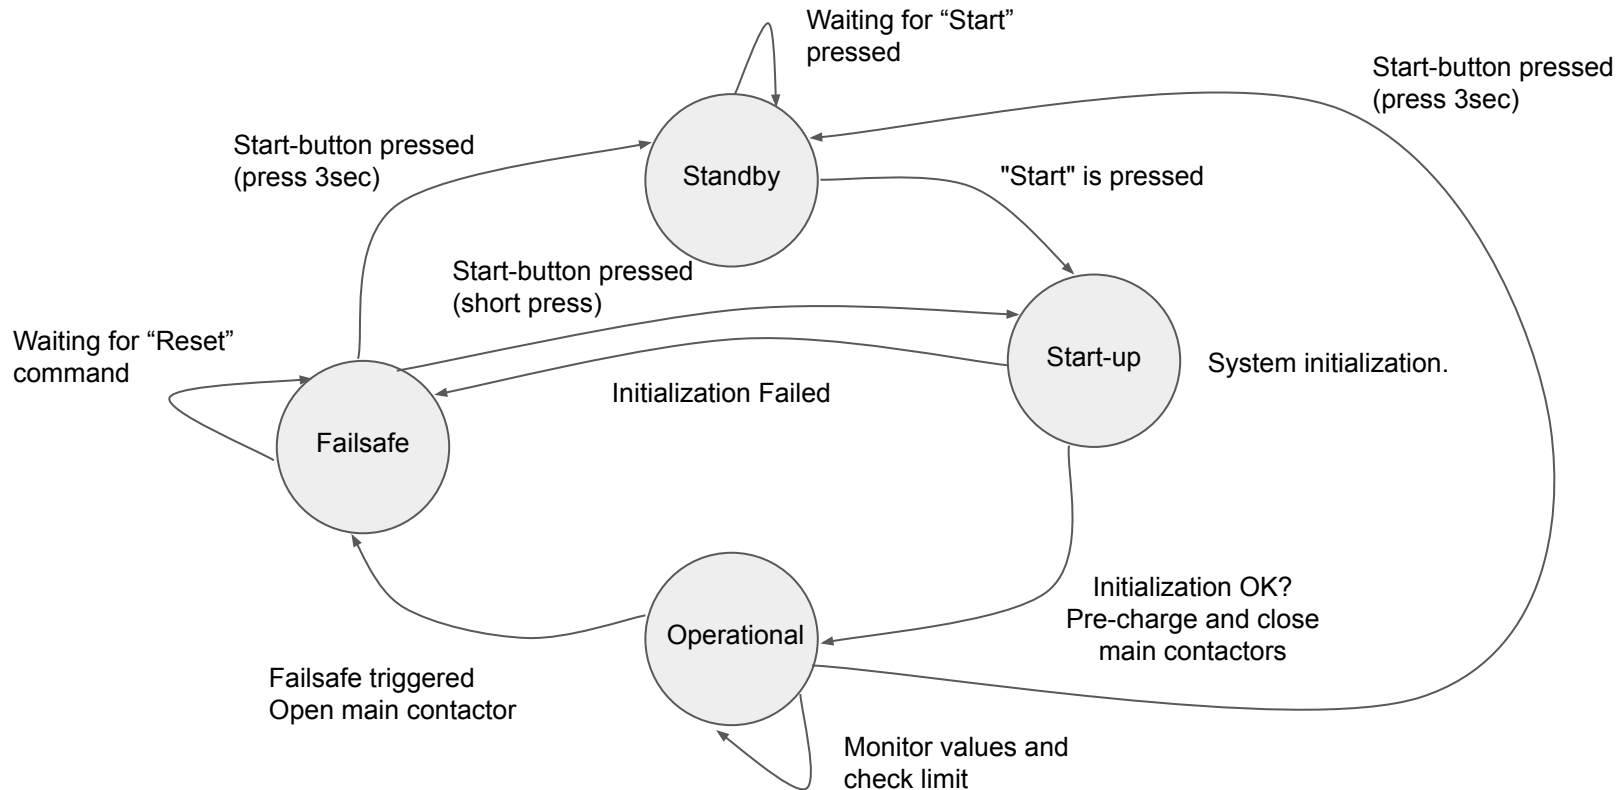 Waiting for “Start”
pressed
Start-button pressed
(press 3sec)
Start-button pressed
(press 3sec)
Standby
"Start" is pressed
Start-button pressed
(short press)
Waiting for “Reset”
command
Start-up
System initialization.
Initialization Failed
Failsafe
Initialization OK?
Pre-charge and close
main contactors
Operational
Failsafe triggered
Open main contactor
Monitor values and
check limit